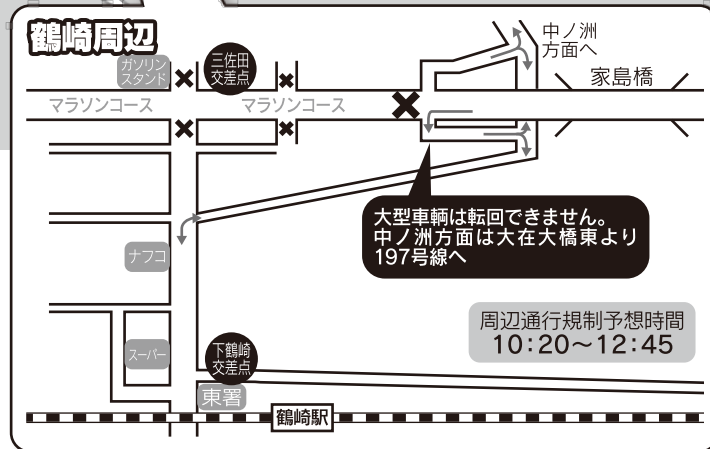 鶴崎周辺
ガソリン
スタンド
三佐田
交差点
中ノ洲
方面へ
家島橋
マラソンコース
マラソンコース
大型車輌は転回できません。
中ノ洲方面は大在大橋東より
197号線へ
ナフコ
周辺通行規制予想時間
10:20〜12:45
スーパー
下鶴崎
交差点
東署
鶴崎駅